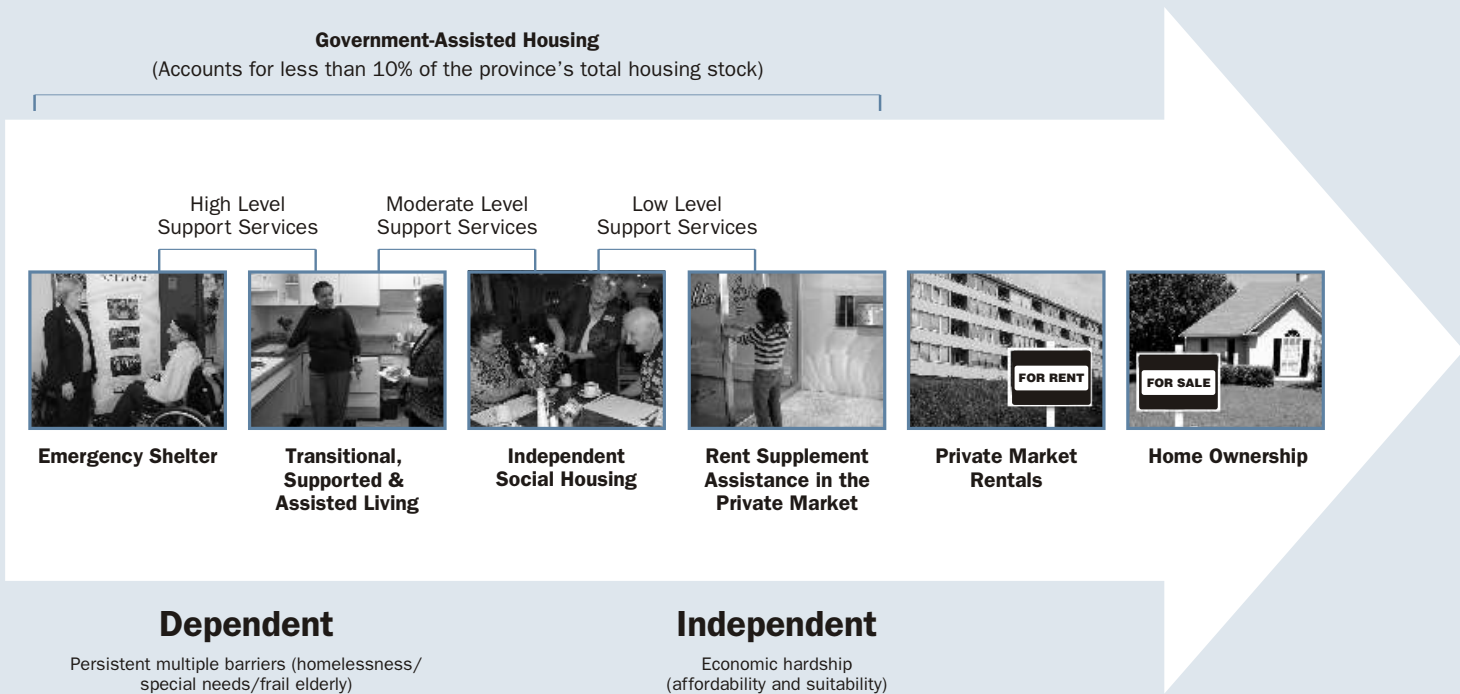 Government-Assisted Housing
(Accounts for less than 10% of the province's total housing stock)
High Level
Support Services
Moderate Level
Support Services
Low Level
Support Services
FOR RENT
FOR SALE
Emergency Shelter
Transitional,
Supported &
Assisted Living
Independent
Social Housing
Rent Supplement
Assistance in the
Private Market
Private Market
Rentals
Home Ownership
Dependent
Persistent multiple barriers (homelessness/
special needs/frail elderly)
Independent
Economic hardship
(affordability and suitability)